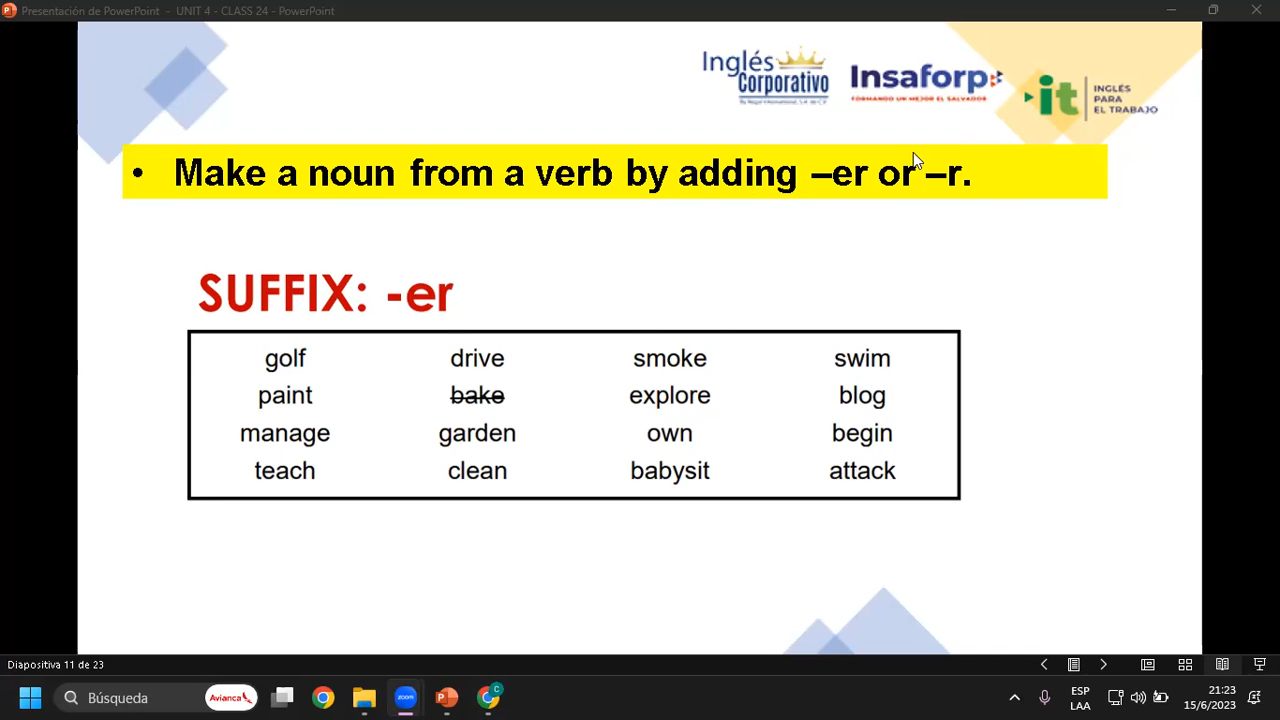 Presentación de PowerPoint - UNIT 4 - CLASS 24 - PowerPoint
Inglés
Corporativo
Insaforp
FORMANDO UN MEJOR EL SALVADOR
it INGLÉS
PARA
EL TRABAJO
• Make a noun from a verb by adding –er or –r.
SUFFIX: -er
golf drive smoke swim
paint bake explore blog
manage garden own begin
teach clean babysit attack
Diapositiva 11 de 23
Búsqueda
Avianca
zoom
ESP
LAA
21:23
15/6/2023